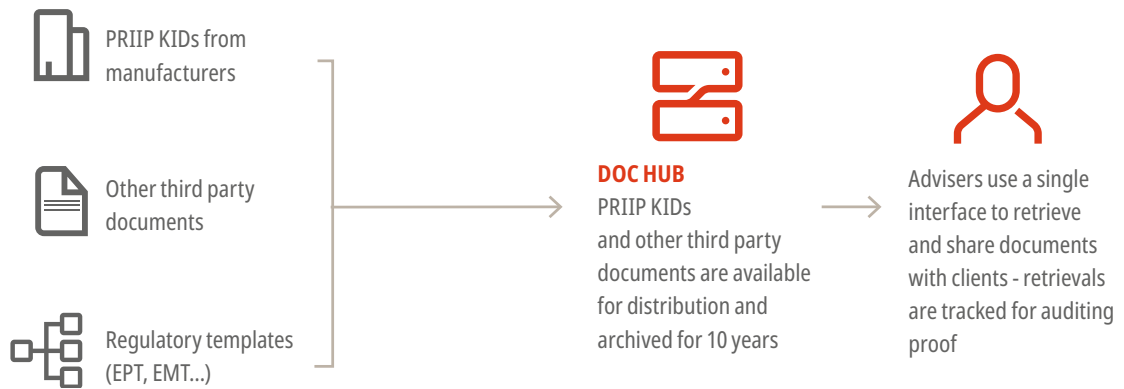 PRIIP KIDs from
manufacturers
Other third party
documents
Regulatory templates
(EPT, EMT...)
DOC HUB
PRIIP KIDs
and other third party
documents are available
for distribution and
archived for 10 years
Advisers use a single
interface to retrieve
and share documents
with clients - retrievals
are tracked for auditing
proof